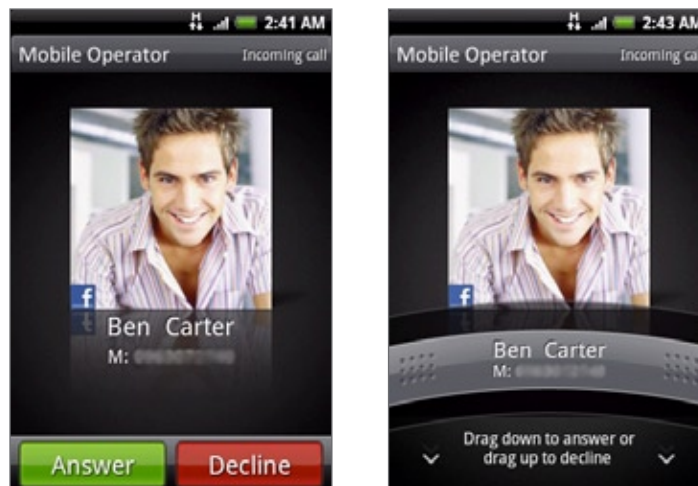 2:41 AM
Mobile Operator Incoming call
f
Ben Carter
M:
Answer Decline
2:43 AM
Mobile Operator Incoming ca
f
Ben Carter
M:
Drag down to answer or
drag up to decline